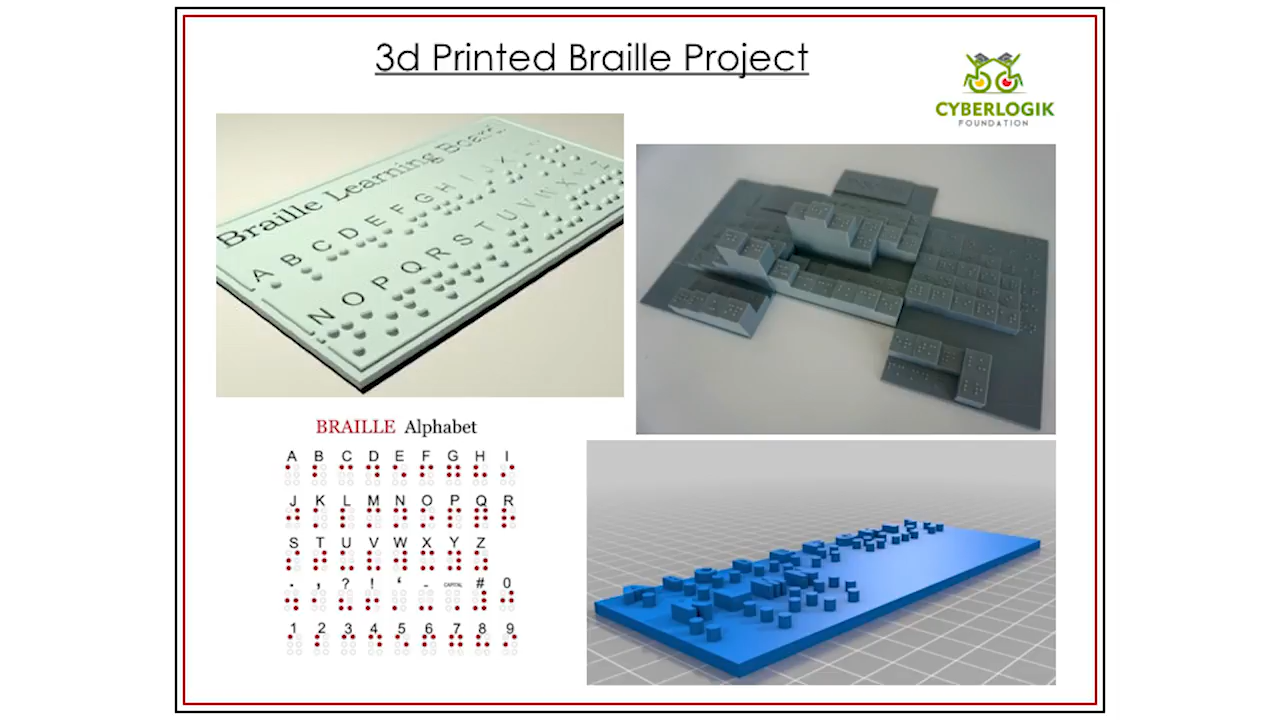 3d Printed Braille Project
CYBERLOGIK
FOUNDATION
Braille Learning Board
A B C D E F G H I J K
N O P Q R S T U V W X Y Z
BRAILLE Alphabet
A B C D E F G H I
J K L M N O P Q R
S T U V W X Y Z
. , ? ! ‘ - CAPITAL # 0
1 2 3 4 5 6 7 8 9